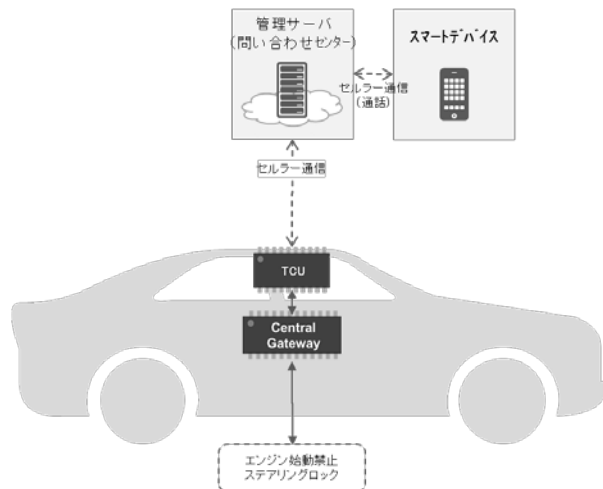 管理サーバ
(問い合わせセンター)
スマートデバイス
セルラー通信
(通話)
セルラー通信
TCU
Central
Gateway
エンジン始動禁止
ステアリングロック